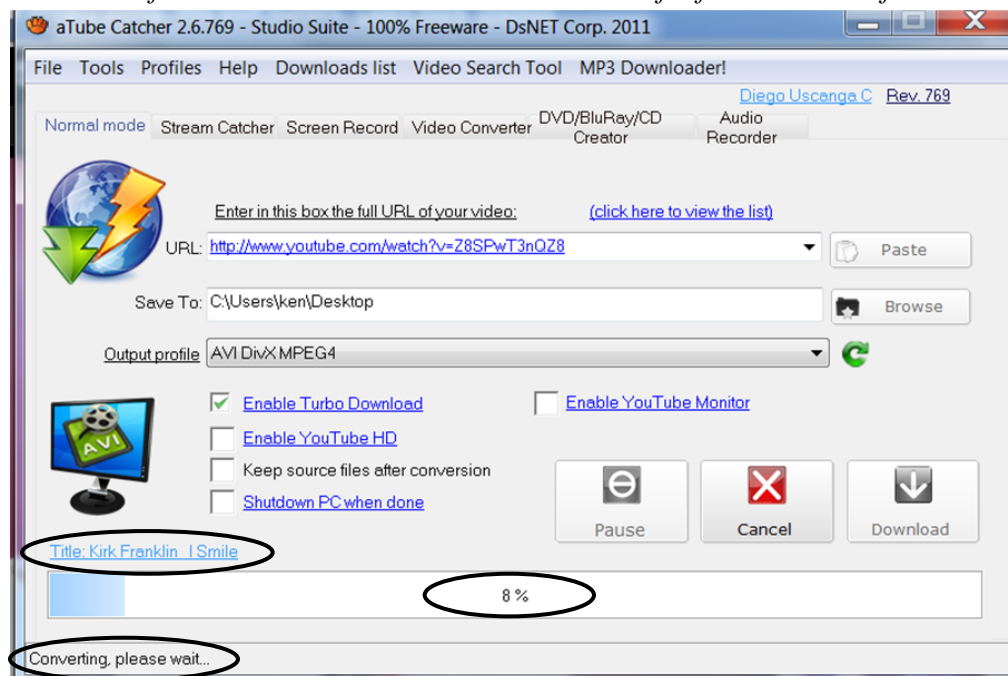 aTube Catcher 2.6.769 - Studio Suite - 100% Freeware - DsNET Corp. 2011
File Tools Profiles Help Downloads list Video Search Tool MP3 Downloader!
Diego Uscanga C Rev. 769
Normal mode Stream Catcher Screen Record Video Converter DVD/BluRay/CD Creator Audio Recorder
Enter in this box the full URL of your video: (click here to view the list)
URL: http://www.youtube.com/watch?v=Z8SPwT3nQZ8 Paste
Save To: C:\Users\ken\Desktop Browse
Output profile AVI DivX MPEG4
Enable Turbo Download Enable YouTube Monitor
AVI Enable YouTube HD
Keep source files after conversion
Shutdown PC when done
Pause Cancel Download
Title: Kirk Franklin I Smile
8 %
Converting, please wait...